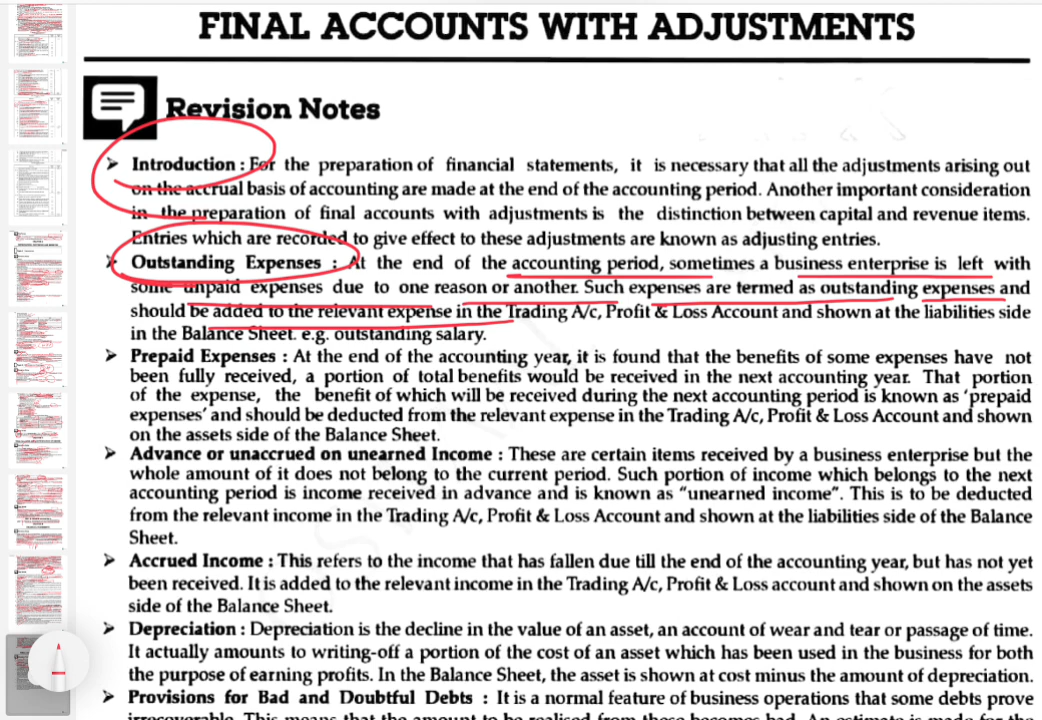 FINAL ACCOUNTS WITH ADJUSTMENTS
Revision Notes
➤ Introduction : For the preparation of financial statements, it is necessary that all the adjustments arising out
on the accrual basis of accounting are made at the end of the accounting period. Another important consideration
in the preparation of final accounts with adjustments is the distinction between capital and revenue items.
Entries which are recorded to give effect to these adjustments are known as adjusting entries.
➤ Outstanding Expenses : At the end of the accounting period, sometimes a business enterprise is left with
some unpaid expenses due to one reason or another. Such expenses are termed as outstanding expenses and
should be added to the relevant expense in the Trading A/c, Profit & Loss Account and shown at the liabilities side
in the Balance Sheet. e.g. outstanding salary.
➤ Prepaid Expenses : At the end of the accounting year, it is found that the benefits of some expenses have not
been fully received, a portion of total benefits would be received in the next accounting year. That portion
of the expense, the benefit of which will be received during the next accounting period is known as 'prepaid
expenses' and should be deducted from the relevant expense in the Trading A/c, Profit & Loss Account and shown
on the assets side of the Balance Sheet.
➤ Advance or unaccrued on unearned Income : These are certain items received by a business enterprise but the
whole amount of it does not belong to the current period. Such portion of income which belongs to the next
accounting period is income received in advance and is known as "unearned income". This is to be deducted
from the relevant income in the Trading A/c, Profit & Loss Account and shown at the liabilities side of the Balance
Sheet.
➤ Accrued Income : This refers to the income that has fallen due till the end of the accounting year, but has not yet
been received. It is added to the relevant income in the Trading A/c, Profit & Loss account and shown on the assets
side of the Balance Sheet.
➤ Depreciation : Depreciation is the decline in the value of an asset, an account of wear and tear or passage of time.
It actually amounts to writing-off a portion of the cost of an asset which has been used in the business for both
the purpose of earning profits. In the Balance Sheet, the asset is shown at cost minus the amount of depreciation.
➤ Provisions for Bad and Doubtful Debts : It is a normal feature of business operations that some debts prove
irrecoverable. This means that the amount to be realised from those becomes bad. An estimate is made for the